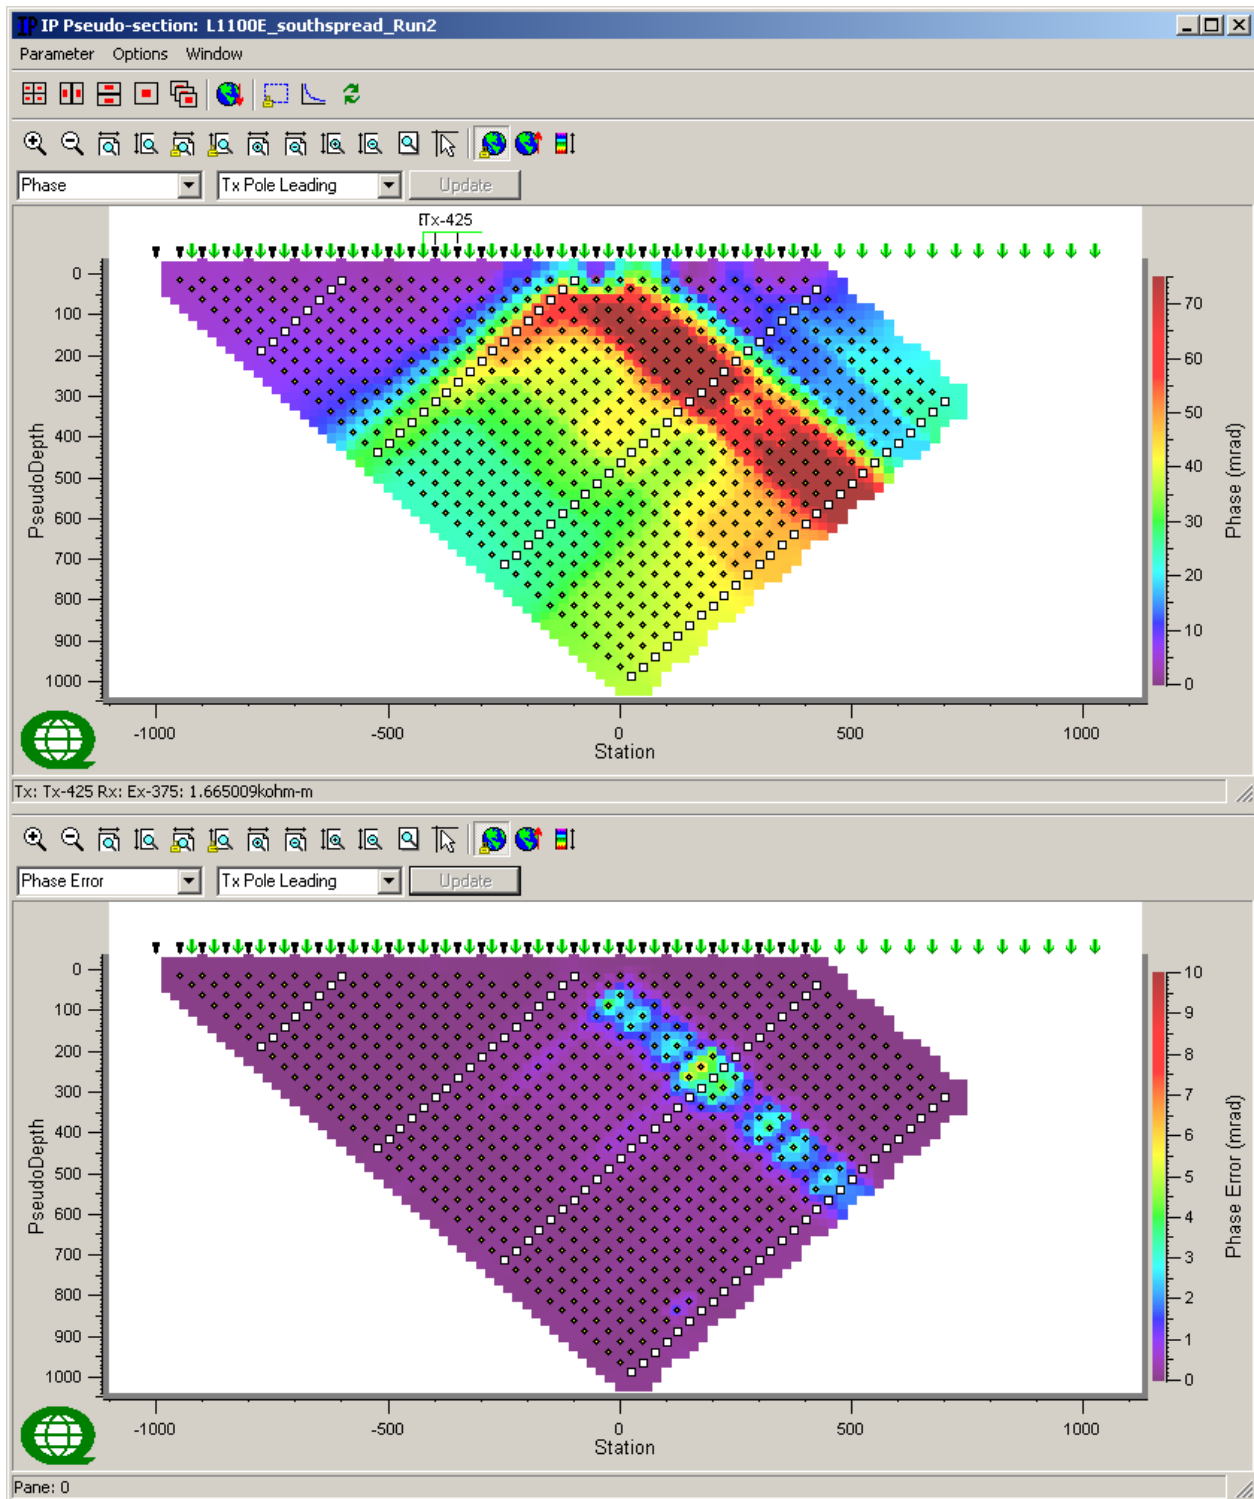 IP IP Pseudo-section: L1100E_southspread_Run2
Parameter Options Window
Phase Tx Pole Leading Update
Tx-425
0
100
200
300
400
500
600
700
800
900
1000
PseudoDepth
-1000 -500 0 500 1000
Station
70
60
50
40
30
20
10
0
Phase (mrad)
Tx: Tx-425 Rx: Ex-375: 1.665009kohm-m
Phase Error Tx Pole Leading Update
0
100
200
300
400
500
600
700
800
900
1000
PseudoDepth
-1000 -500 0 500 1000
Station
10
9
8
7
6
5
4
3
2
1
0
Phase Error (mrad)
Pane: 0